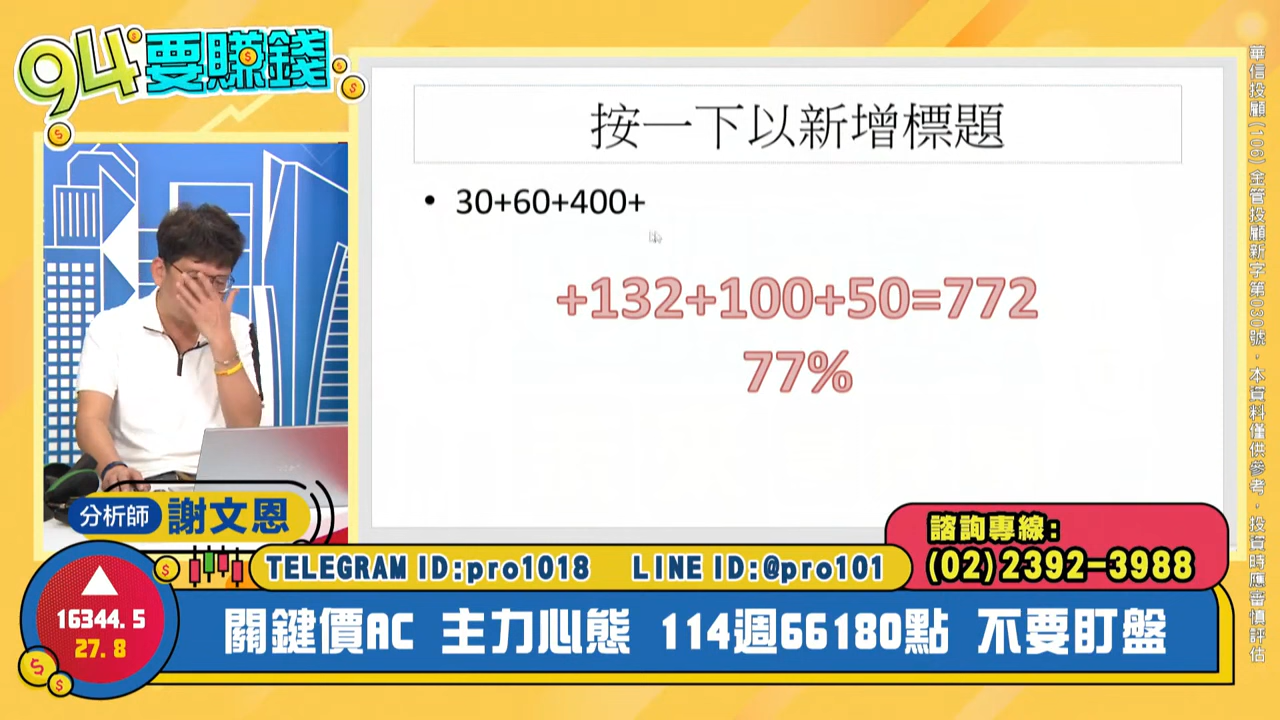 94要賺錢
按一下以新增標題
• 30+60+400+
+132+100+50=772
77%
華信投顧(106)金管投顧新字第030號,本資料僅供參考,投資時應審慎評估
分析師 謝文恩
諮詢專線:
(02)2392-3988
TELEGRAM ID:pro1018 LINE ID:@pro101
16344.5
27.8
關鍵價AC 主力心態 114週66180點 不要盯盤